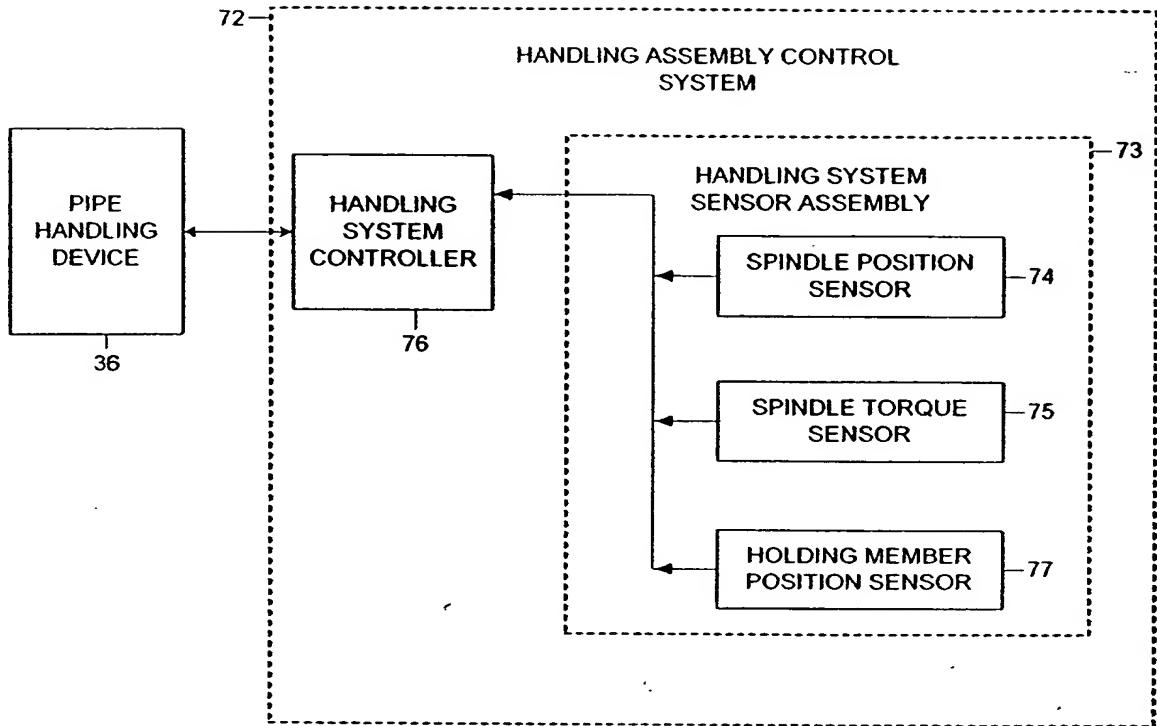 72
HANDLING ASSEMBLY CONTROL
SYSTEM
73
HANDLING SYSTEM
SENSOR ASSEMBLY
PIPE
HANDLING
DEVICE
36
HANDLING
SYSTEM
CONTROLLER
76
SPINDLE POSITION
SENSOR
74
SPINDLE TORQUE
SENSOR
75
HOLDING MEMBER
POSITION SENSOR
77